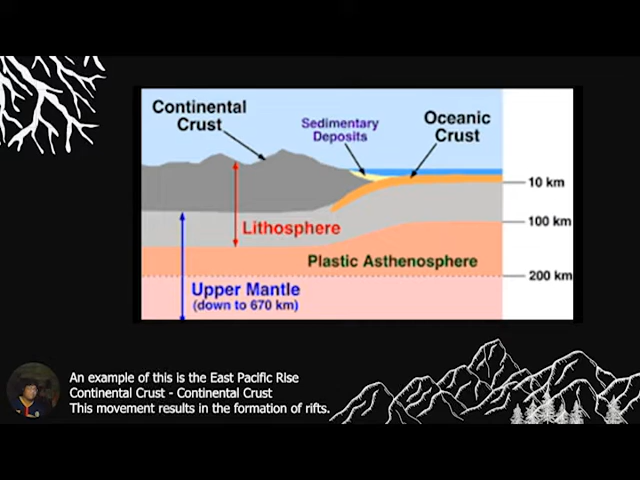 Continental
Crust
Sedimentary
Deposits
Oceanic
Crust
10 km
100 km
Lithosphere
Plastic Asthenosphere
200 km
Upper Mantle
(down to 670 km)
An example of this is the East Pacific Rise
Continental Crust - Continental Crust
This movement results in the formation of rifts.